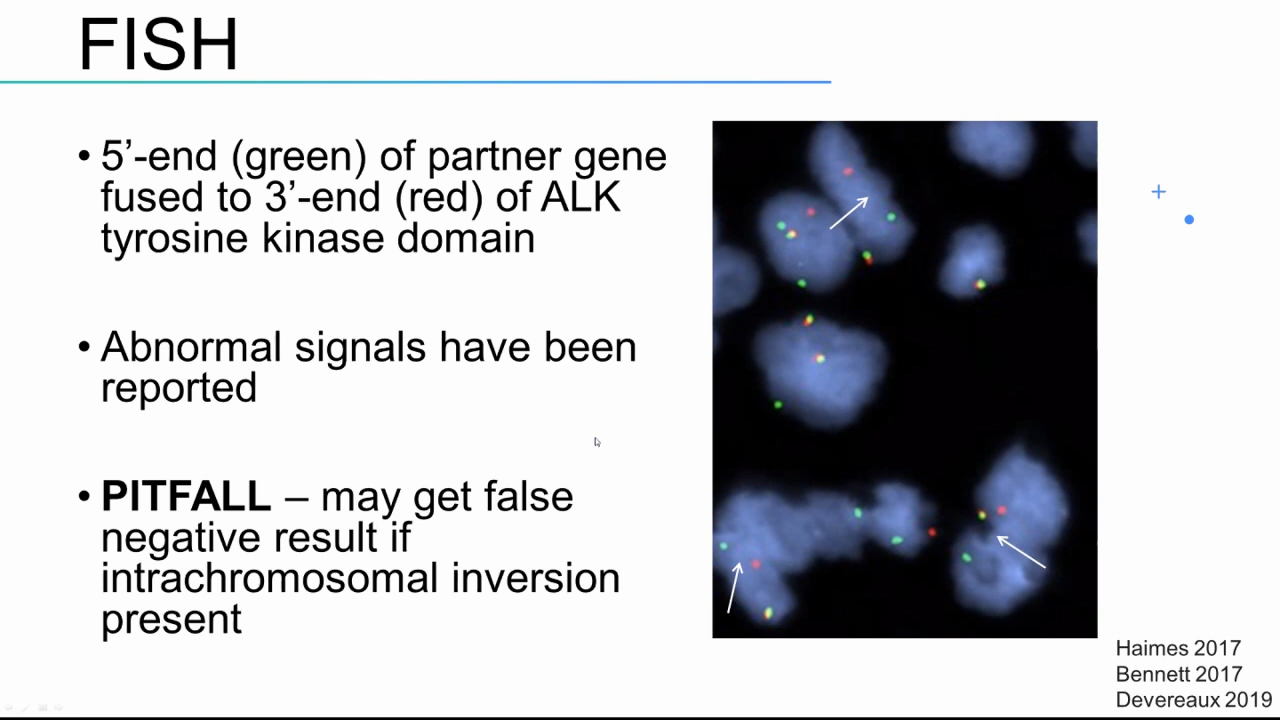 FISH
• 5’-end (green) of partner gene
fused to 3’-end (red) of ALK
tyrosine kinase domain
• Abnormal signals have been
reported
• PITFALL – may get false
negative result if
intrachromosomal inversion
present
Haimes 2017
Bennett 2017
Devereaux 2019